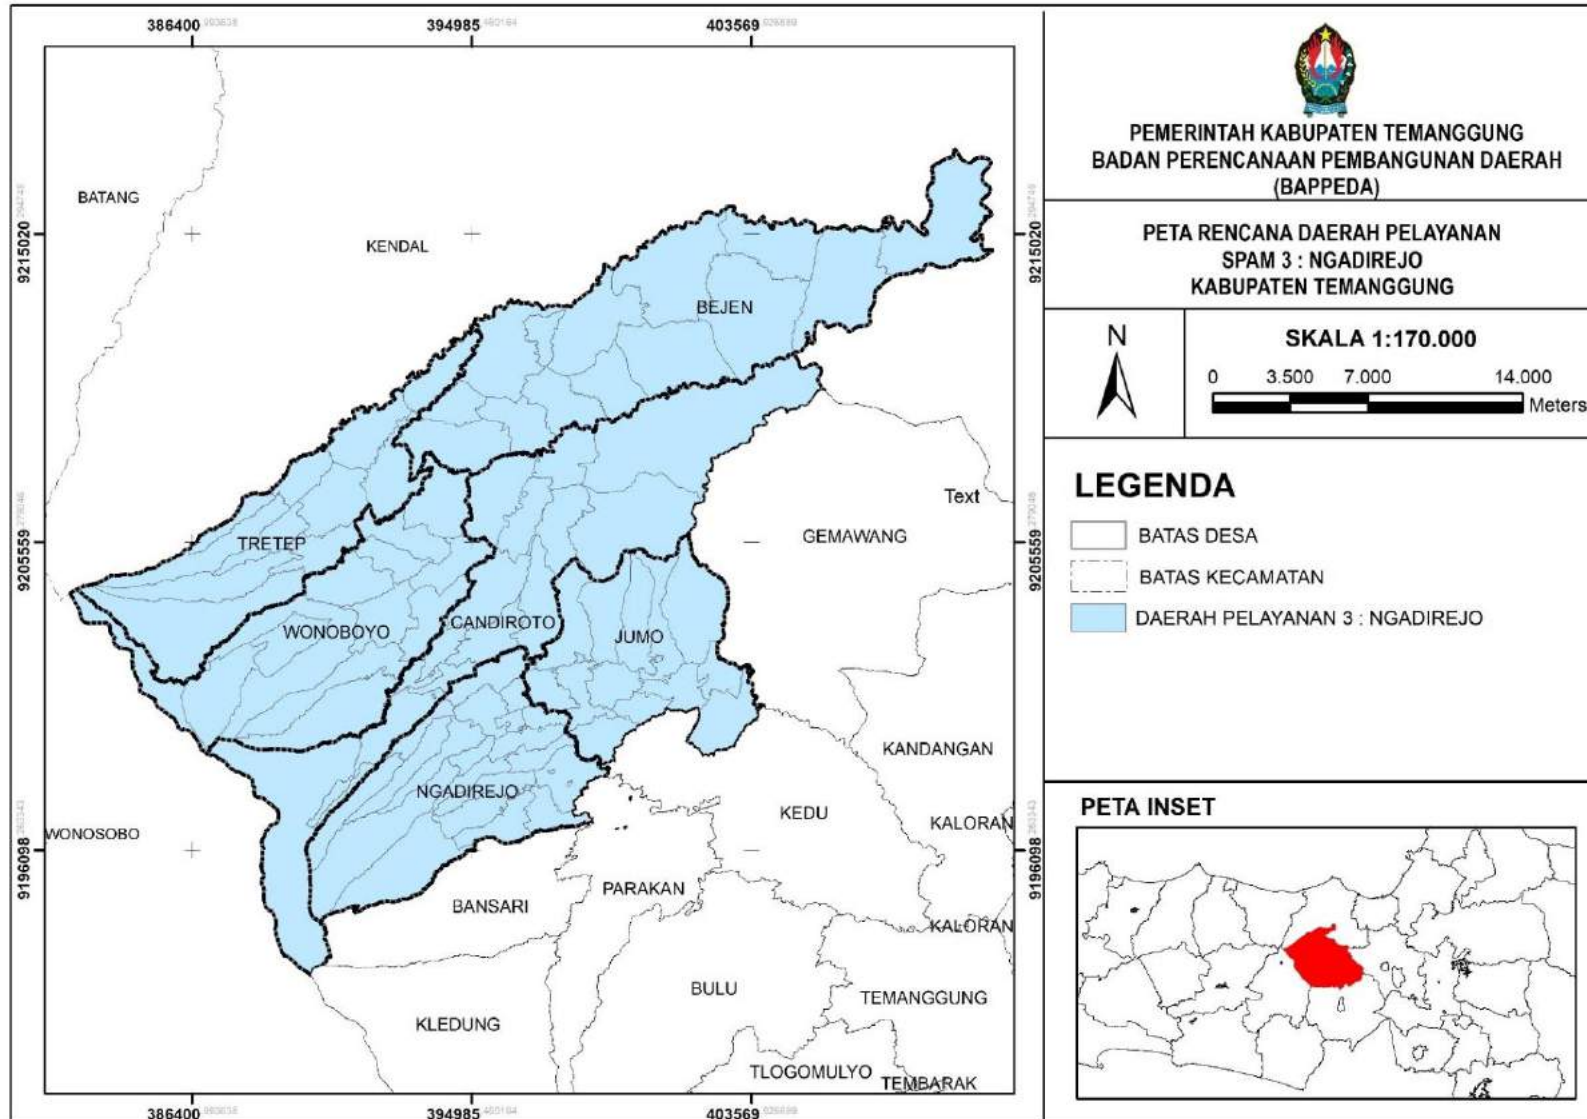 386400
394985
403569
BATANG
KENDAL
BEJEN
Text
GEMAWANG
TRETEP
WONOBOYO
CANDIROTO
JUMO
KANDANGAN
NGADIREJO
KEDU
KALORAN
WONOSOBO
PARAKAN
BANSARI
KALORAN
BULU
TEMANGGUNG
KLEDUNG
TLOGOMULYO
TEMBARAK
9215020
9205559
9196098
9215020
9205559
9196098
386400
394985
403569
PEMERINTAH KABUPATEN TEMANGGUNG
BADAN PERENCANAAN PEMBANGUNAN DAERAH
(BAPPEDA)
PETA RENCANA DAERAH PELAYANAN
SPAM 3 : NGADIREJO
KABUPATEN TEMANGGUNG
N
SKALA 1:170.000
0 3.500 7.000 14.000
Meters
LEGENDA
BATAS DESA
BATAS KECAMATAN
DAERAH PELAYANAN 3 : NGADIREJO
PETA INSET